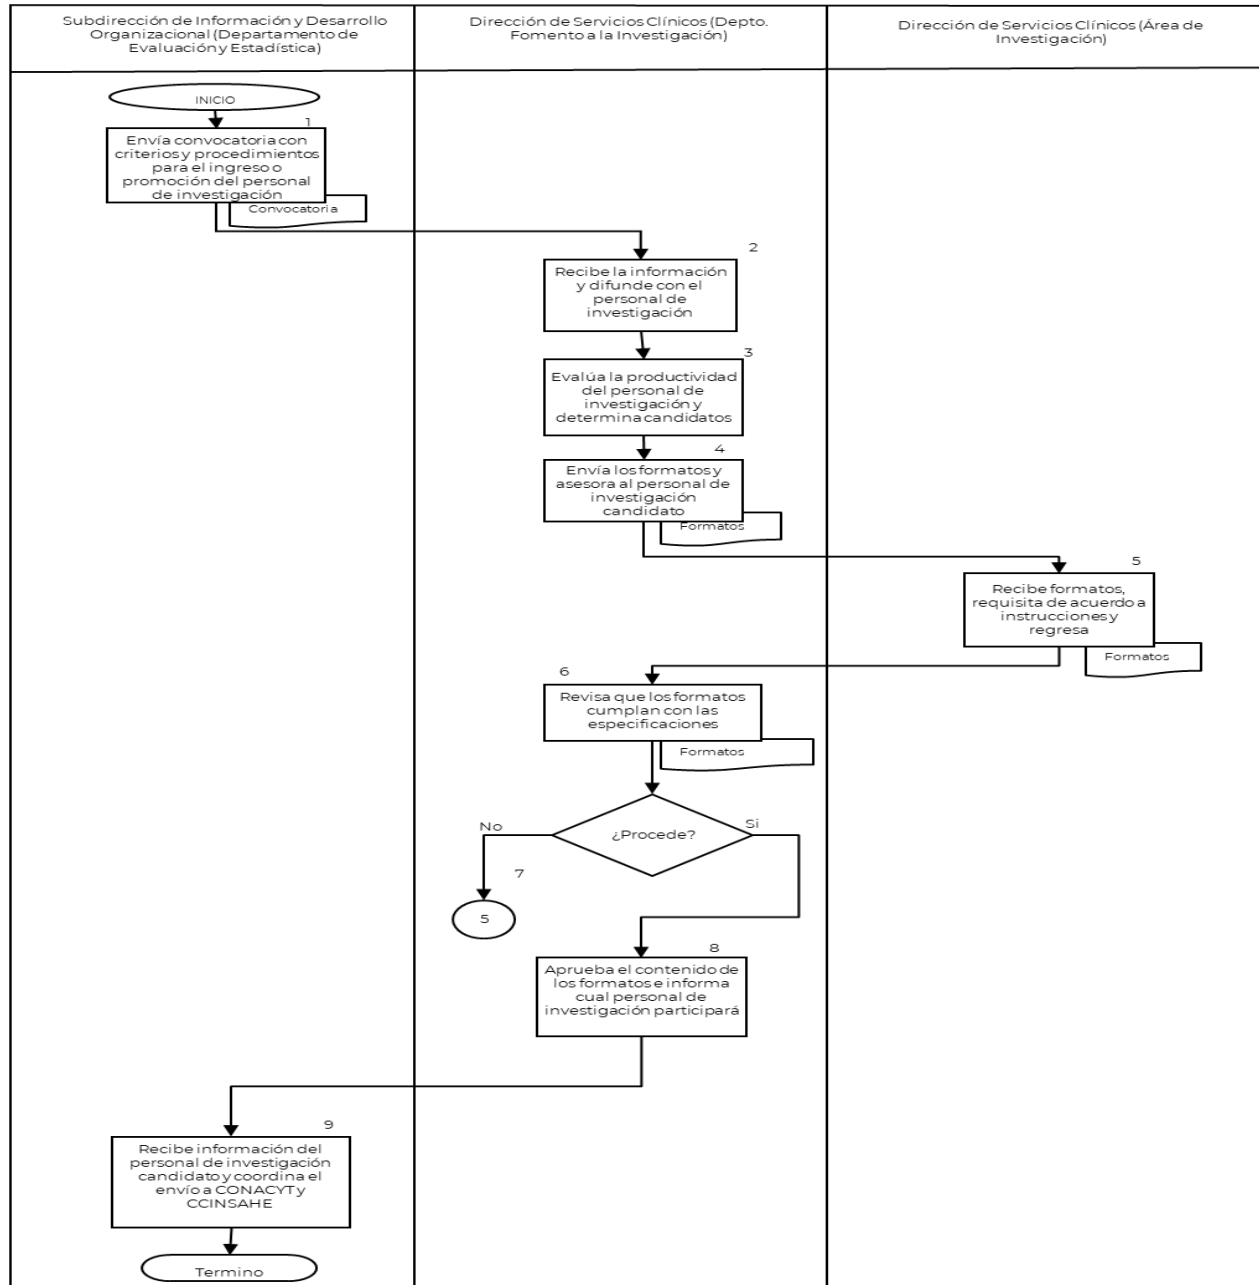 Subdirección de Información y Desarrollo
Organizacional (Departamento de
Evaluación y Estadística)
Dirección de Servicios Clínicos (Depto.
Fomento a la Investigación)
Dirección de Servicios Clínicos (Área de
Investigación)
INICIO
1
Envía convocatoria con
criterios y procedimientos
para el ingreso o
promoción del personal
de investigación
Convocatoria
2
Recibe la información
y difunde con el
personal de
investigación
3
Evalúa la productividad
del personal de
investigación y
determina candidatos
4
Envía los formatos y
asesora al personal de
investigación
candidato
Formatos
5
Recibe formatos,
requisita de acuerdo a
instrucciones y
regresa
Formatos
6
Revisa que los formatos
cumplan con las
especificaciones
Formatos
¿Procede?
No
Si
7
5
8
Aprueba el contenido de
los formatos e informa
cual personal de
investigación participará
9
Recibe información del
personal de investigación
candidato y coordina el
envío a CONACYT y
CCINSAHE
Termino